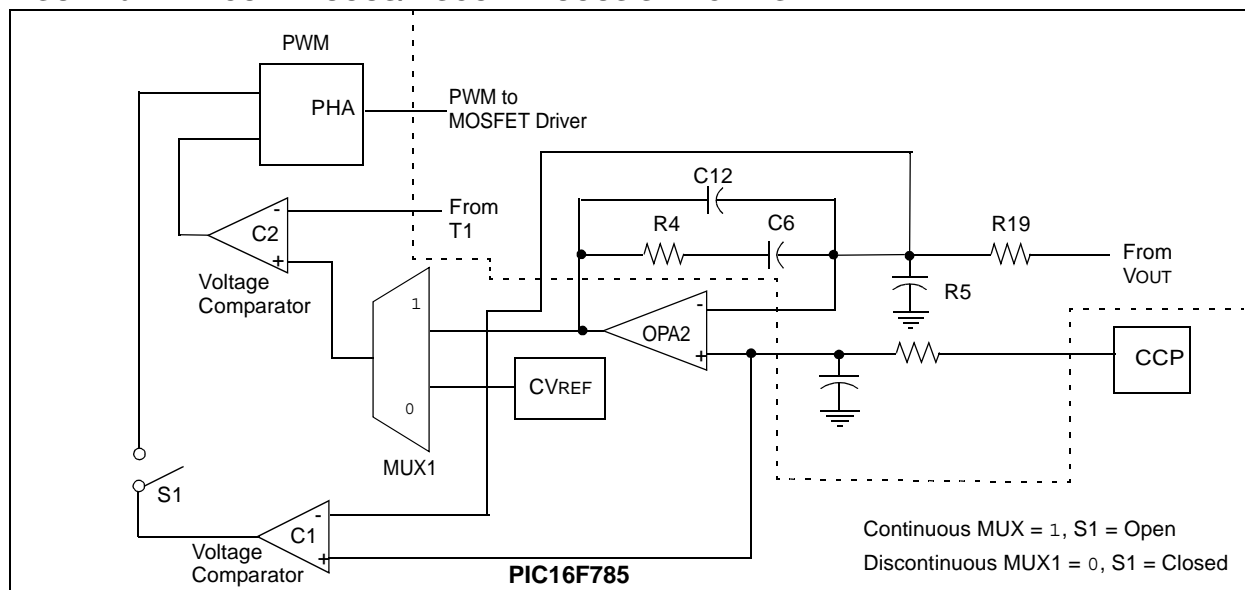 PWM
PHA
PWM to
MOSFET Driver
C12
From
T1
R4
C6
R19
-
C2
+
From
VOUT
Voltage
Comparator
R5
1
-
OPA2
+
CVREF
CCP
0
MUX1
S1
-
C1
+
Voltage
Comparator
PIC16F785
Continuous MUX = 1, S1 = Open
Discontinuous MUX1 = 0, S1 = Closed